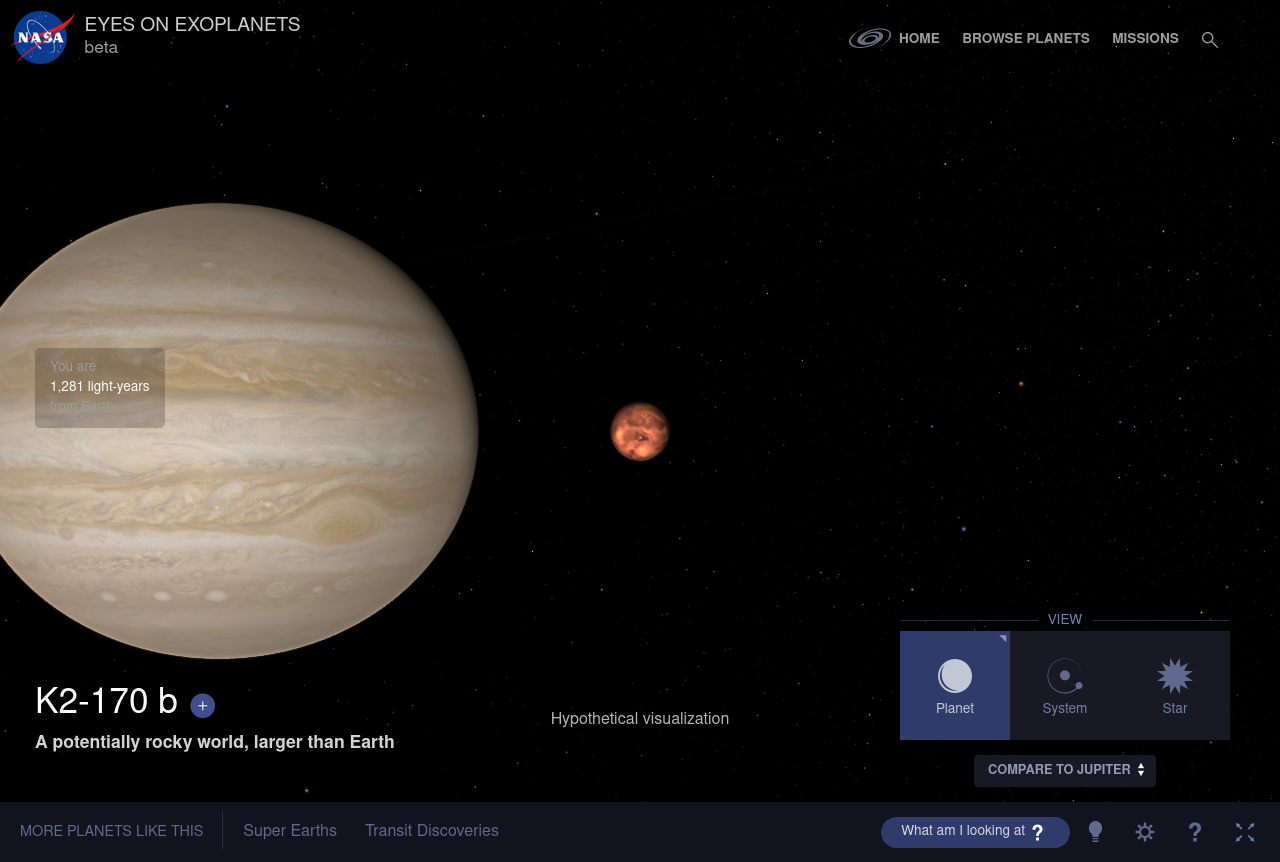 NASA
EYES ON EXOPLANETS
beta
HOME
BROWSE PLANETS
MISSIONS
You are
1,281 light-years
from Earth
K2-170 b +
A potentially rocky world, larger than Earth
Hypothetical visualization
VIEW
Planet
System
Star
COMPARE TO JUPITER
MORE PLANETS LIKE THIS
Super Earths
Transit Discoveries
What am I looking at ?
?